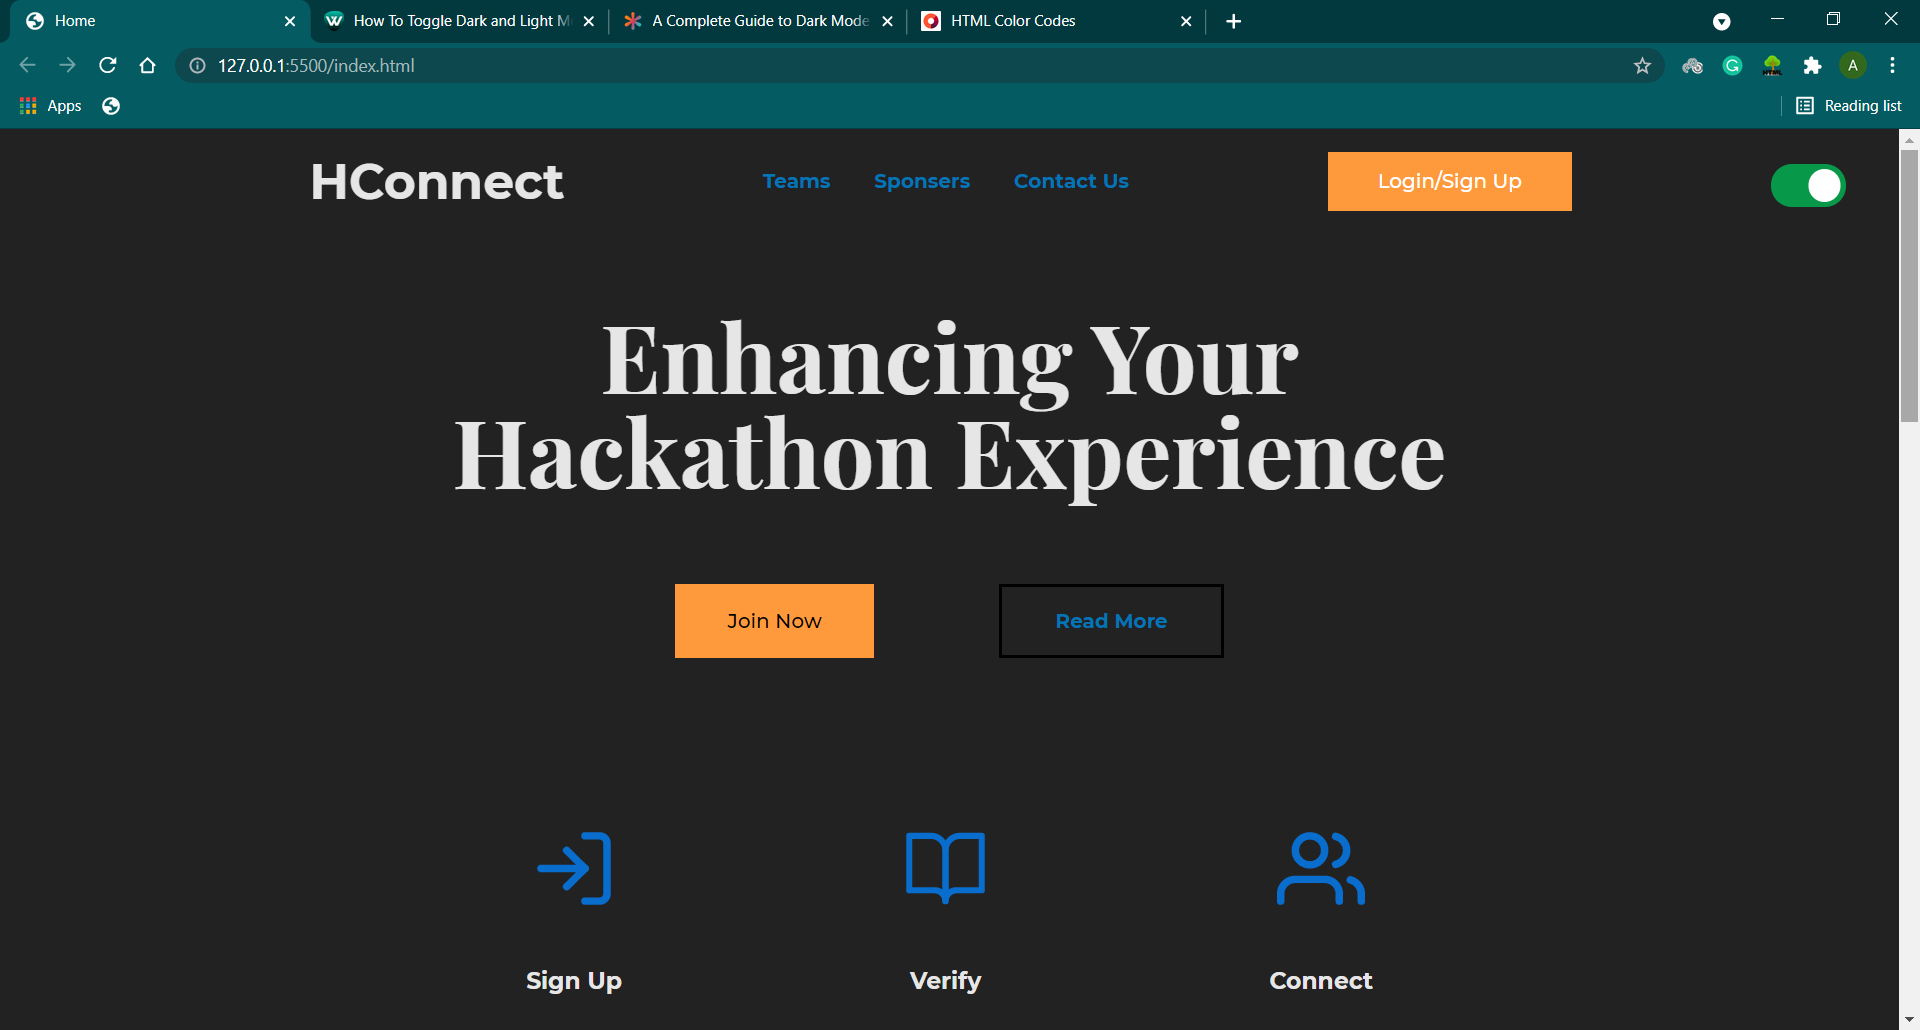 Home
How To Toggle Dark and Light M
A Complete Guide to Dark Mode
HTML Color Codes
127.0.0.1:5500/index.html
A
Apps
Reading list
HConnect
Teams
Sponsers
Contact Us
Login/Sign Up
Enhancing Your
Hackathon Experience
Join Now
Read More
Sign Up
Verify
Connect